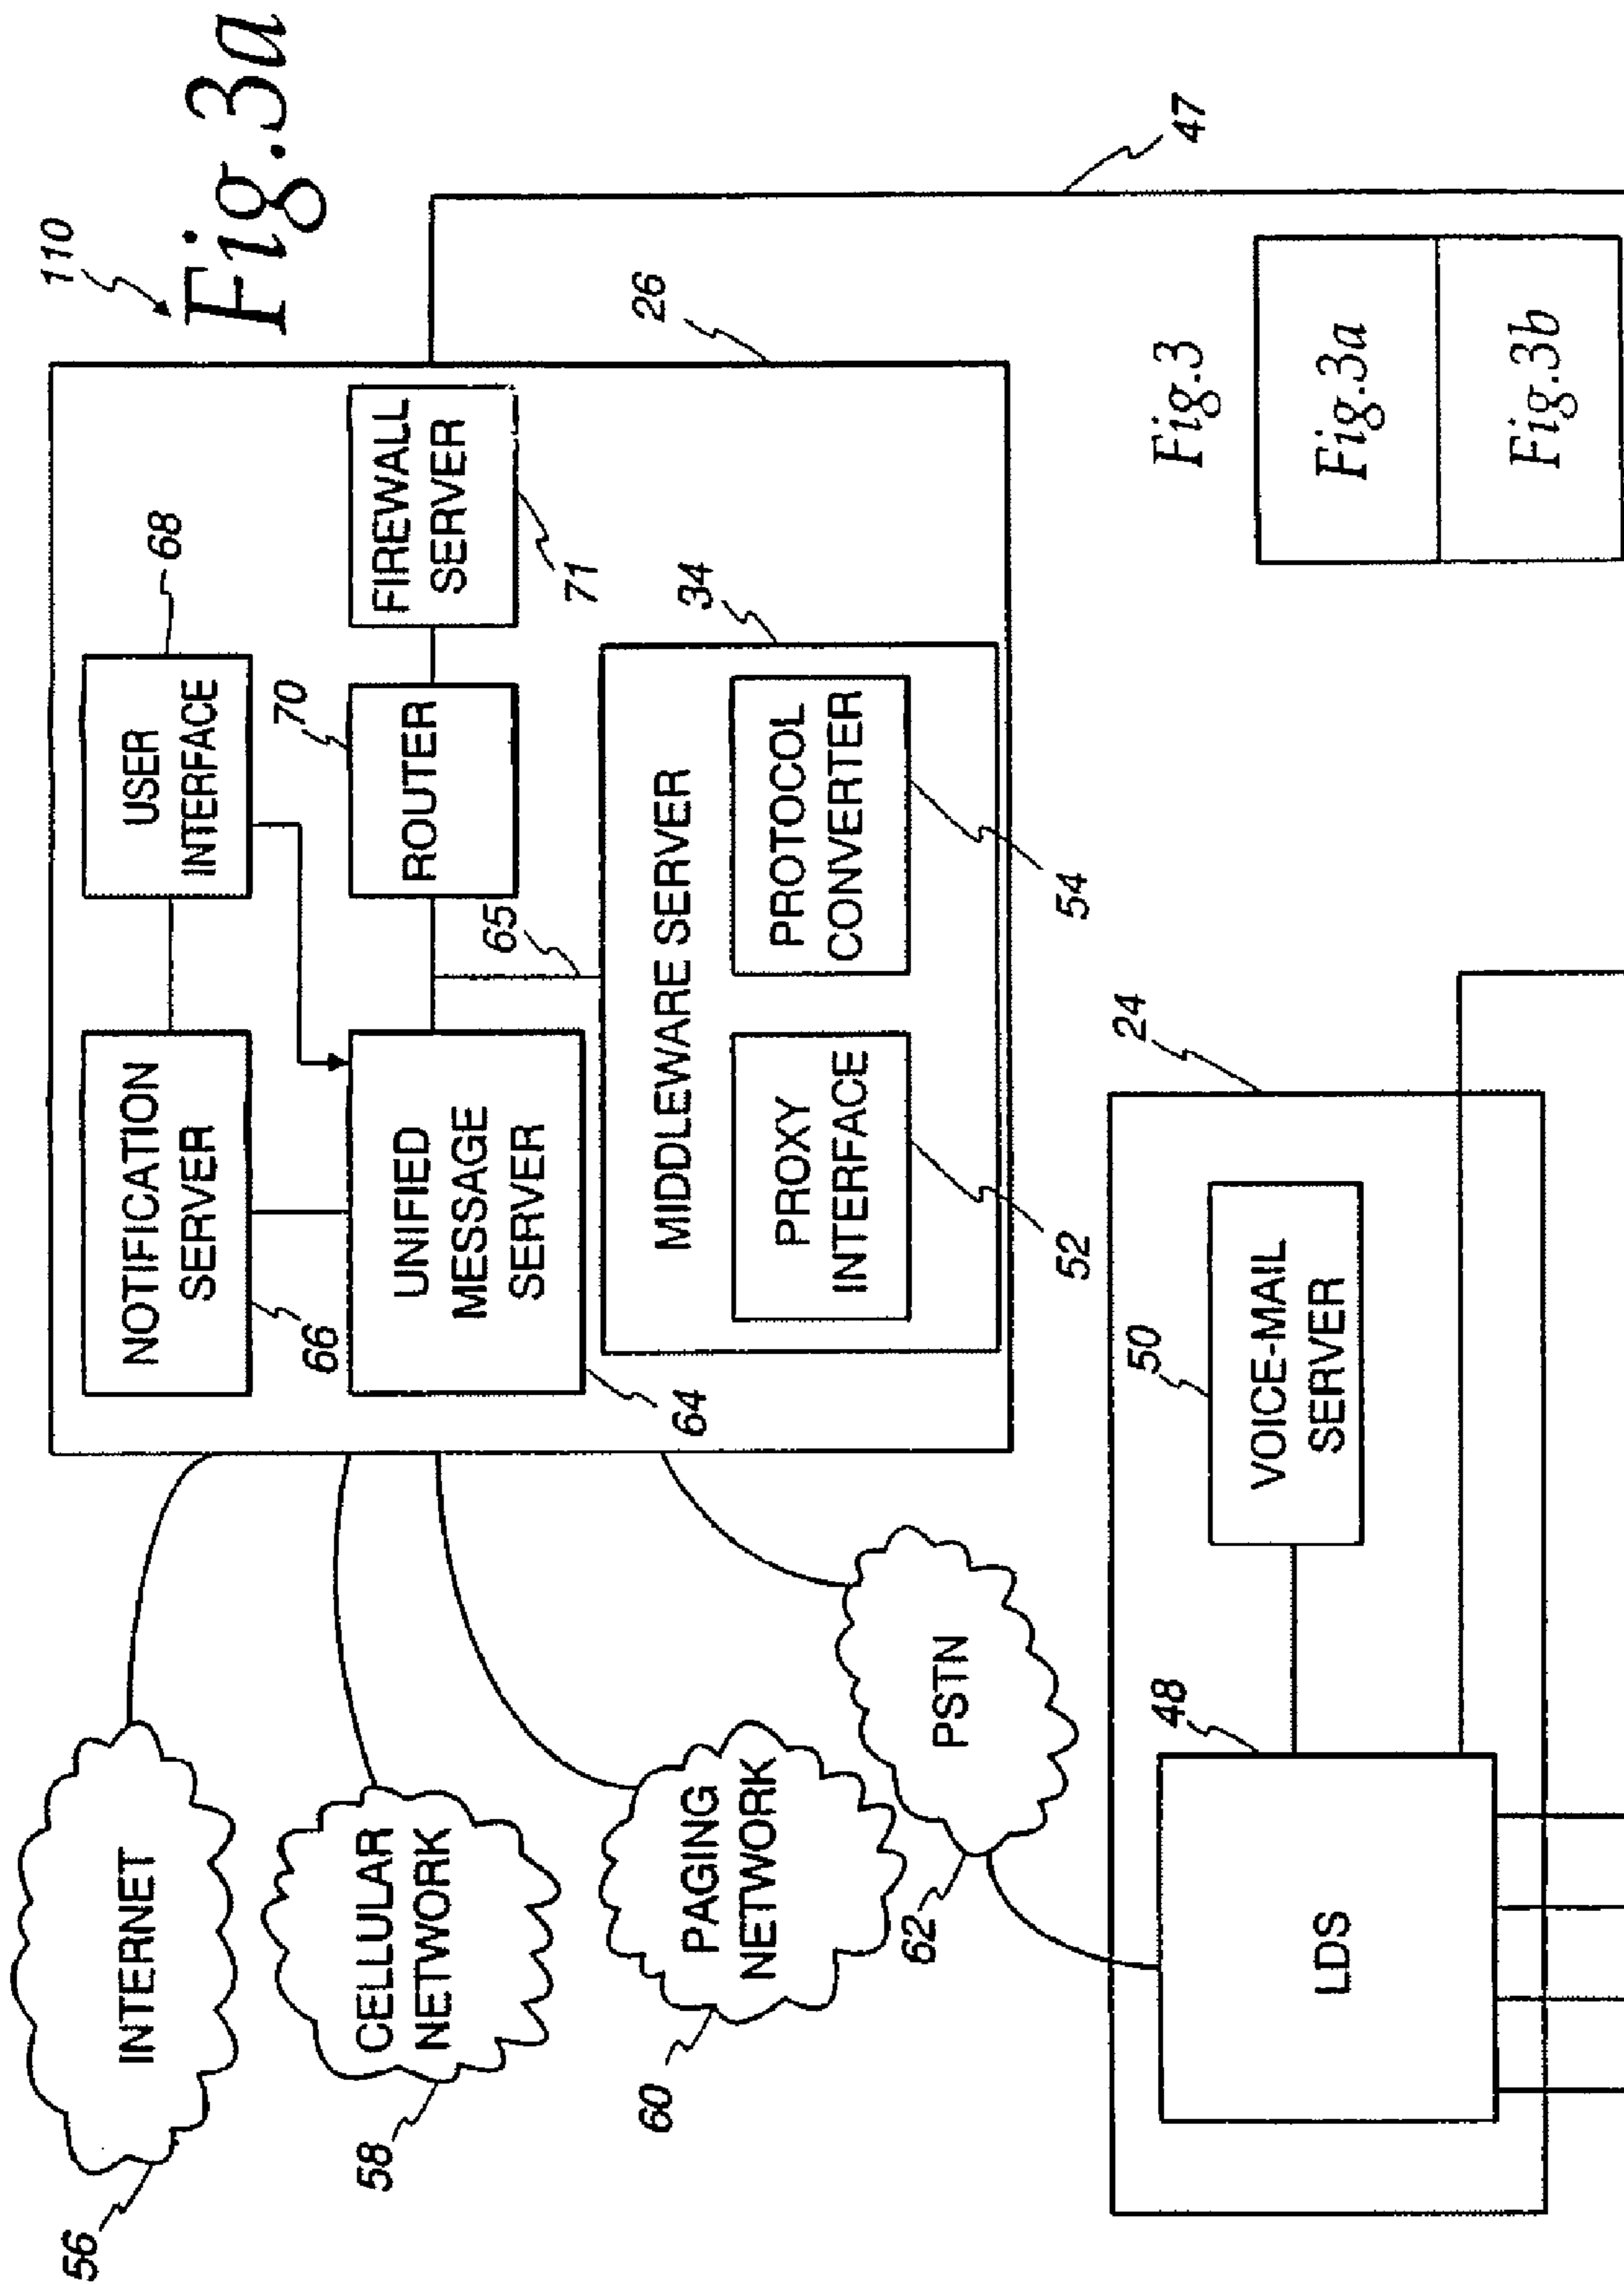 110
Fig.3a
56
INTERNET
58
CELLULAR
NETWORK
60
PAGING
NETWORK
62
PSTN
NOTIFICATION
SERVER
66
USER
INTERFACE
68
UNIFIED
MESSAGE
SERVER
64
65
ROUTER
70
FIREWALL
SERVER
71
26
MIDDLEWARE SERVER
34
PROXY
INTERFACE
52
PROTOCOL
CONVERTER
54
47
24
LDS
48
VOICE-MAIL
SERVER
50
Fig.3
Fig.3a
Fig.3b